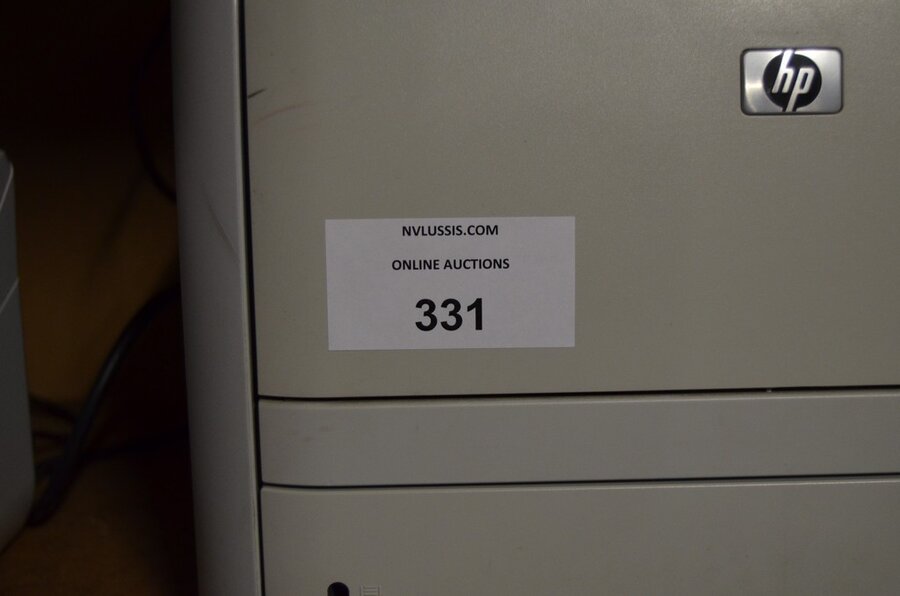 hp
NVLUSSIS.COM
ONLINE AUCTIONS
331